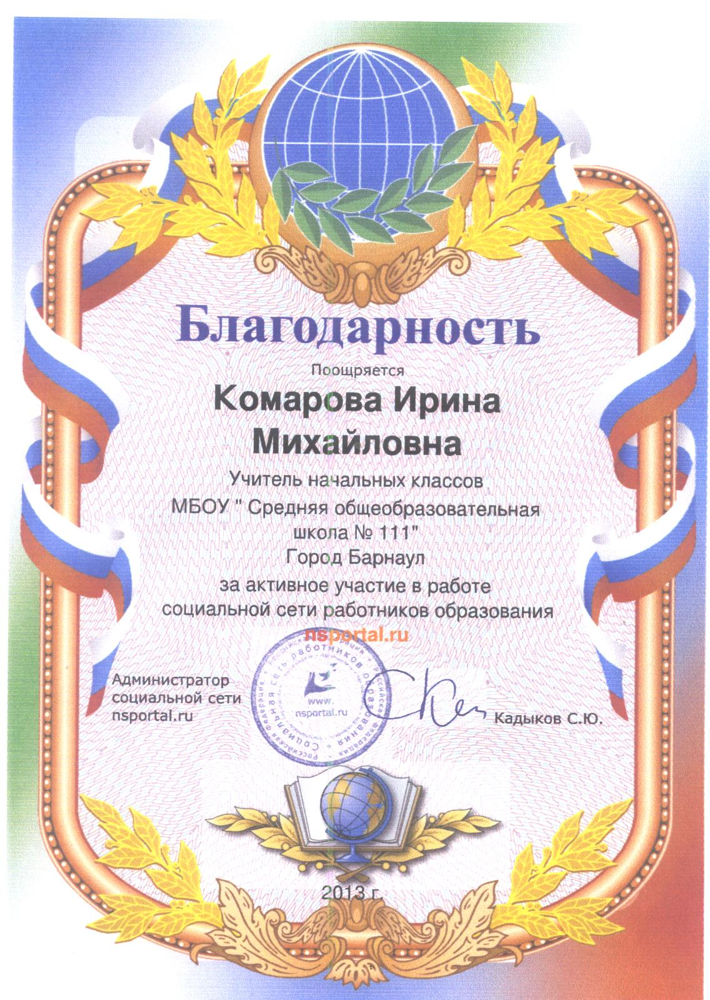 Благодарность
Поощряется
Комарова Ирина
Михайловна
Учитель начальных классов
МБОУ " Средняя общеобразовательная
школа № 111"
Город Барнаул
за активное участие в работе
социальной сети работников образования
nsportal.ru
Администратор
социальной сети
nsportal.ru
Социальная сеть работников образования
Российская Федерация
www.
nsportal.ru
Кадыков С.Ю.
2013 г.